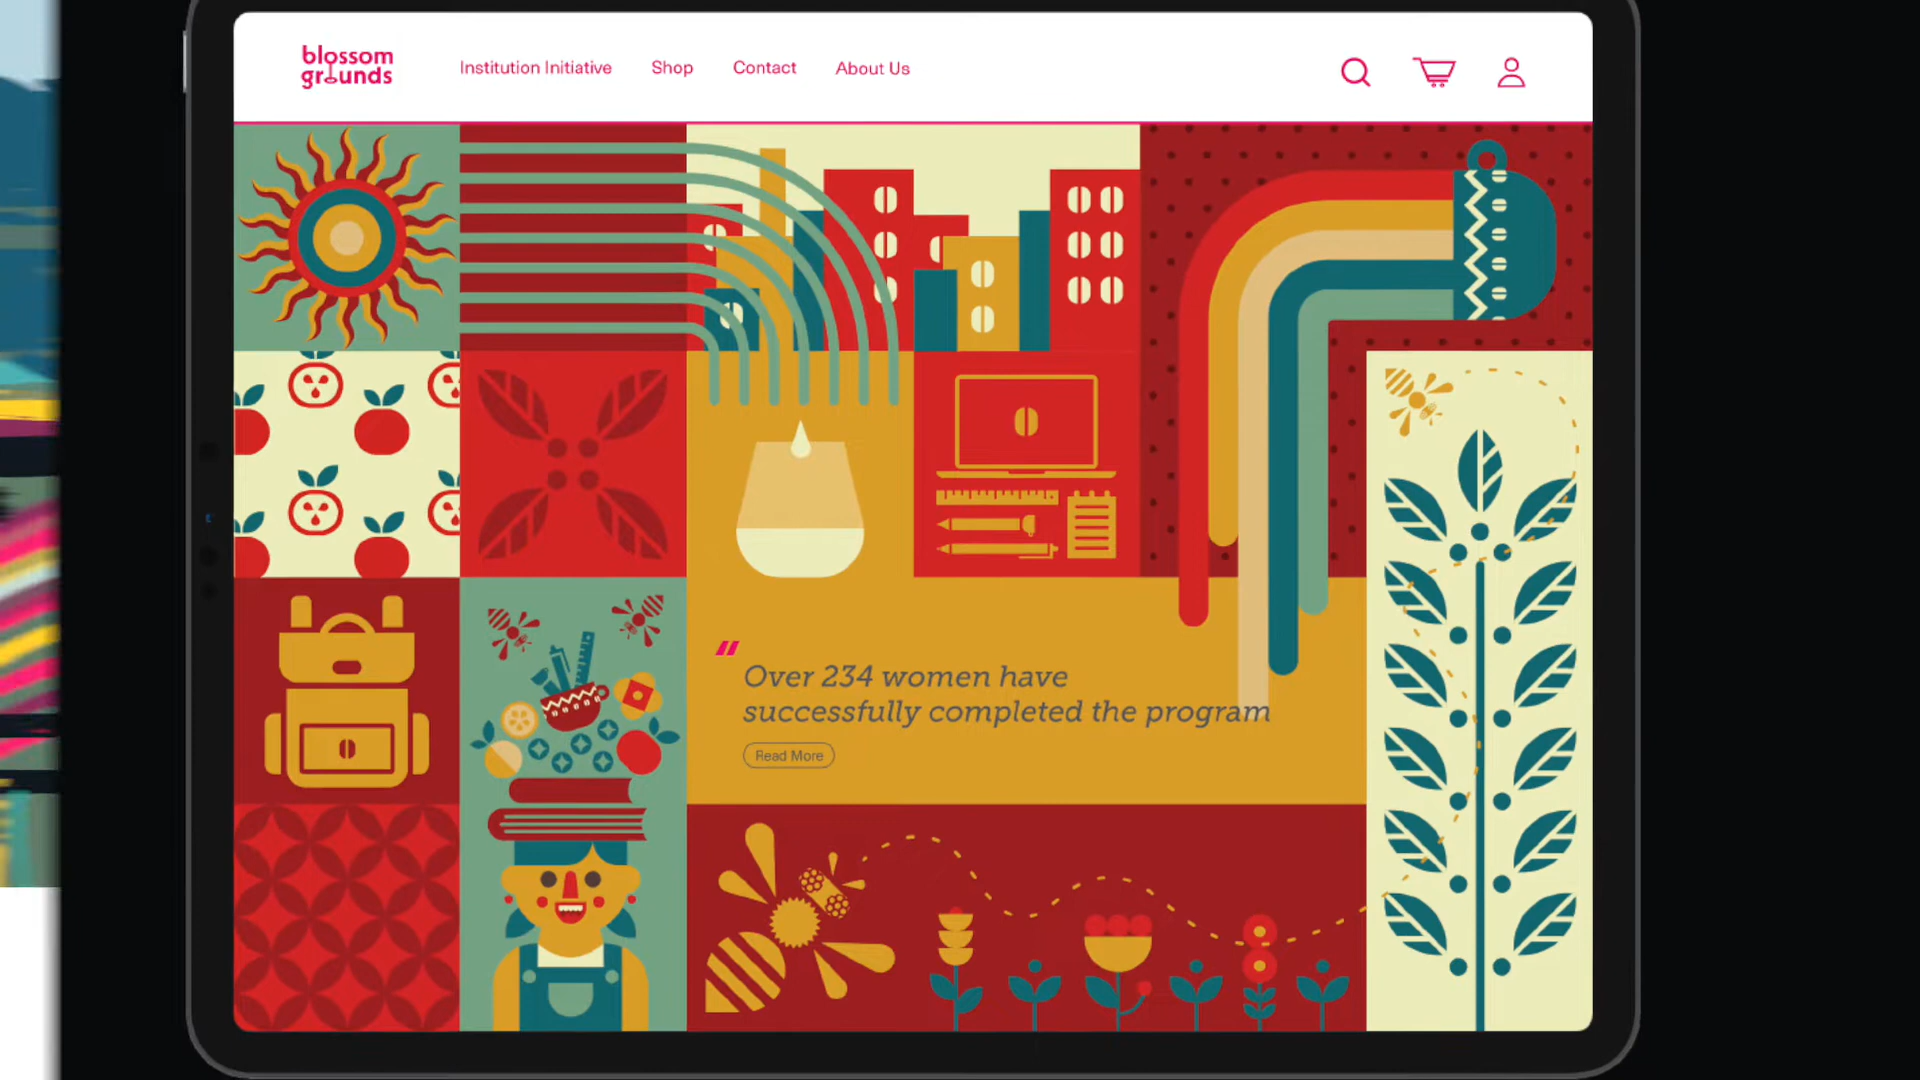 blossom
grounds
Institution Initiative
Shop
Contact
About Us
Over 234 women have
successfully completed the program
Read More